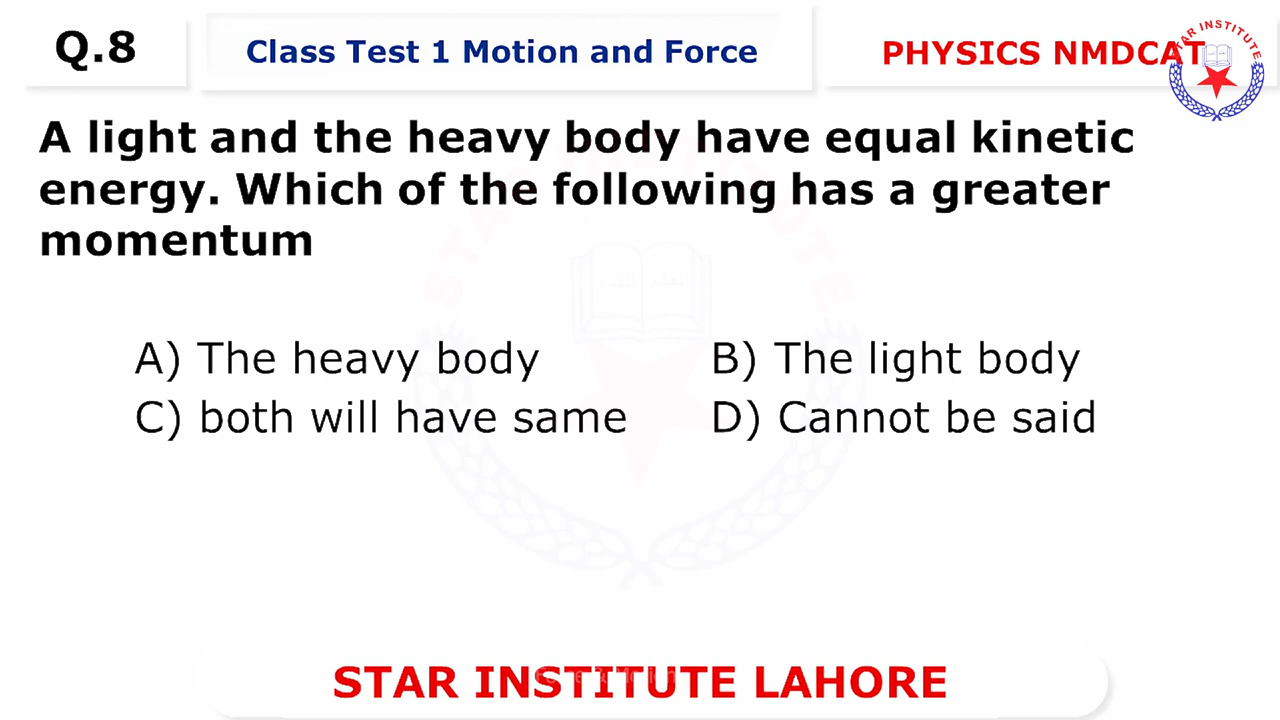 Q.8
Class Test 1 Motion and Force
PHYSICS NMDCAT
STAR INSTITUTE
A light and the heavy body have equal kinetic
energy. Which of the following has a greater
momentum
A) The heavy body
B) The light body
C) both will have same
D) Cannot be said
STAR INSTITUTE LAHORE